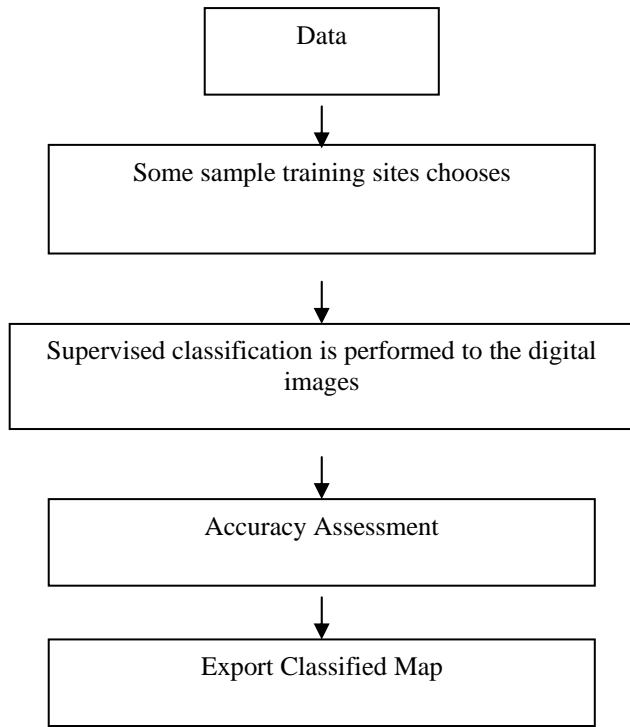 Data
Some sample training sites chooses
Supervised classification is performed to the digital
images
Accuracy Assessment
Export Classified Map